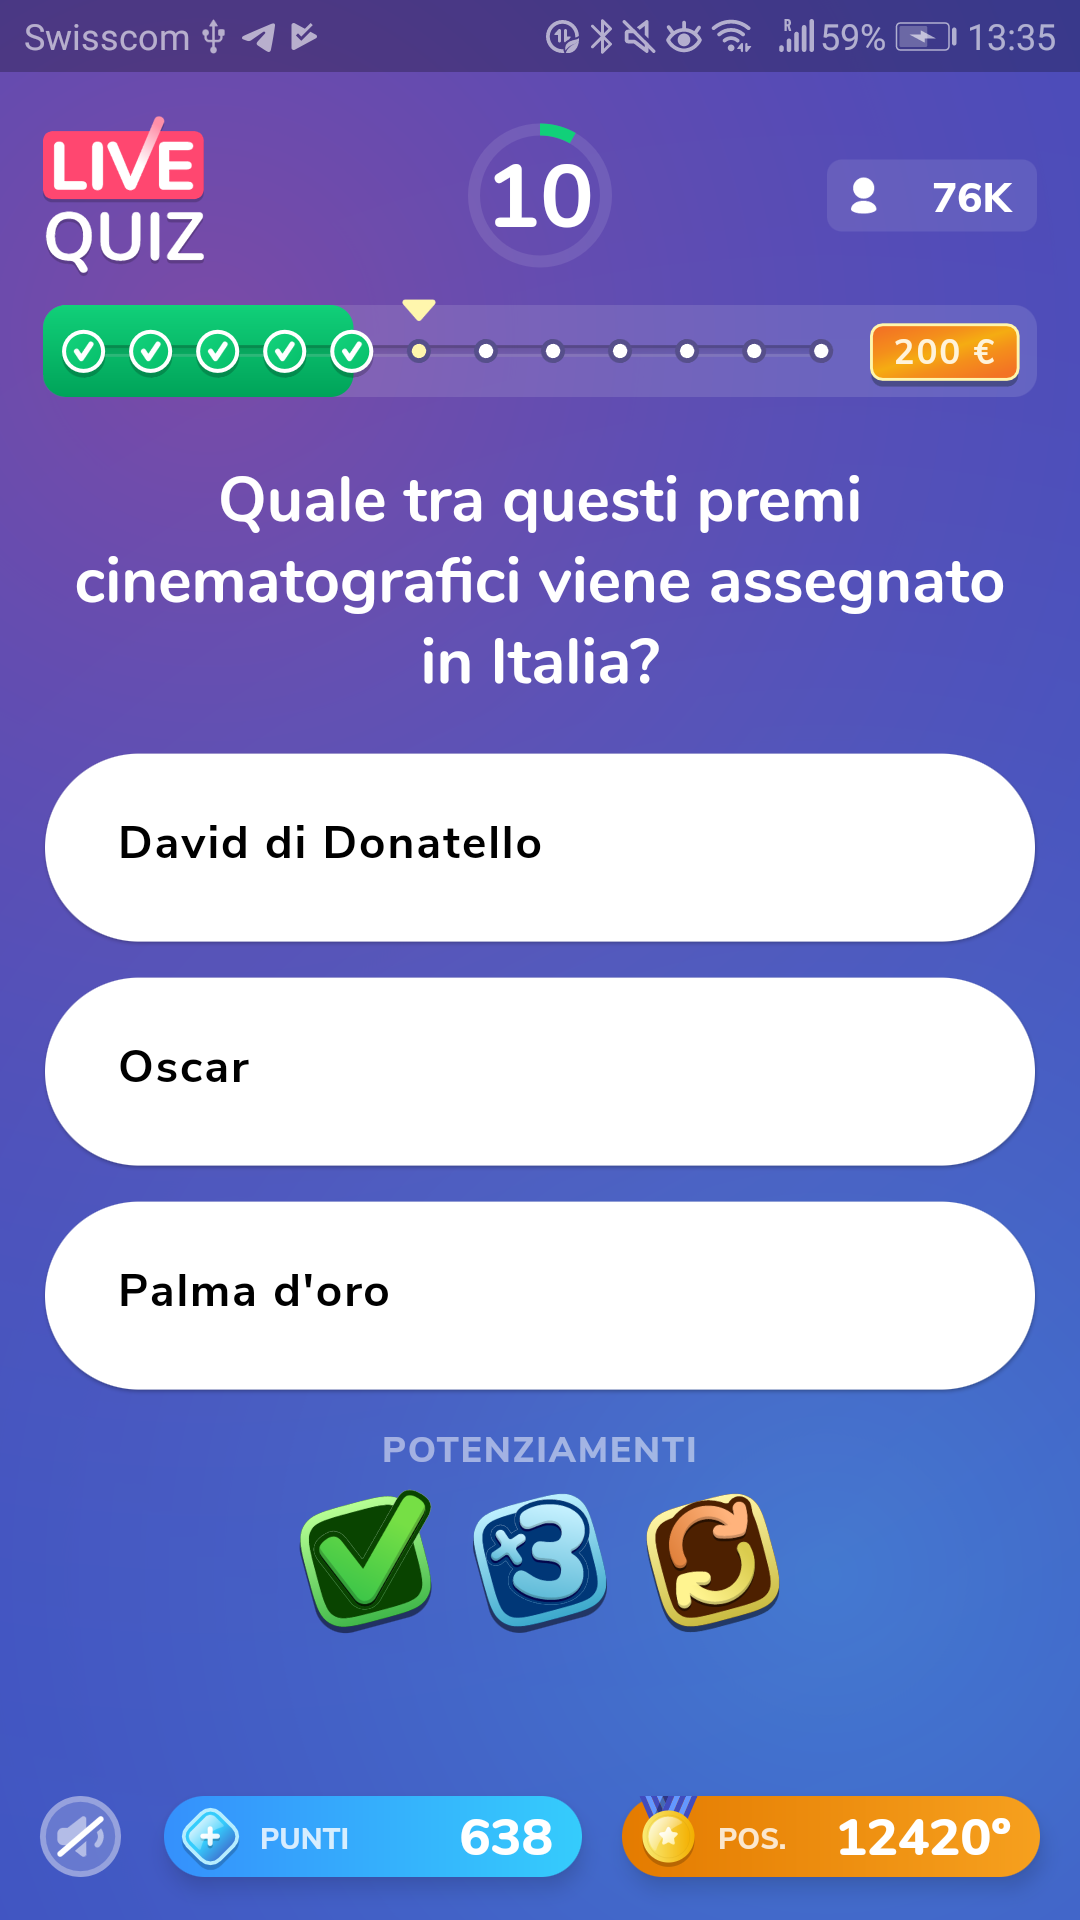 Swisscom 59% 13:35
LIVE
QUIZ
10
76K
200 €
Quale tra questi premi
cinematografici viene assegnato
in Italia?
David di Donatello
Oscar
Palma d'oro
POTENZIAMENTI
×3
PUNTI 638
POS. 12420°